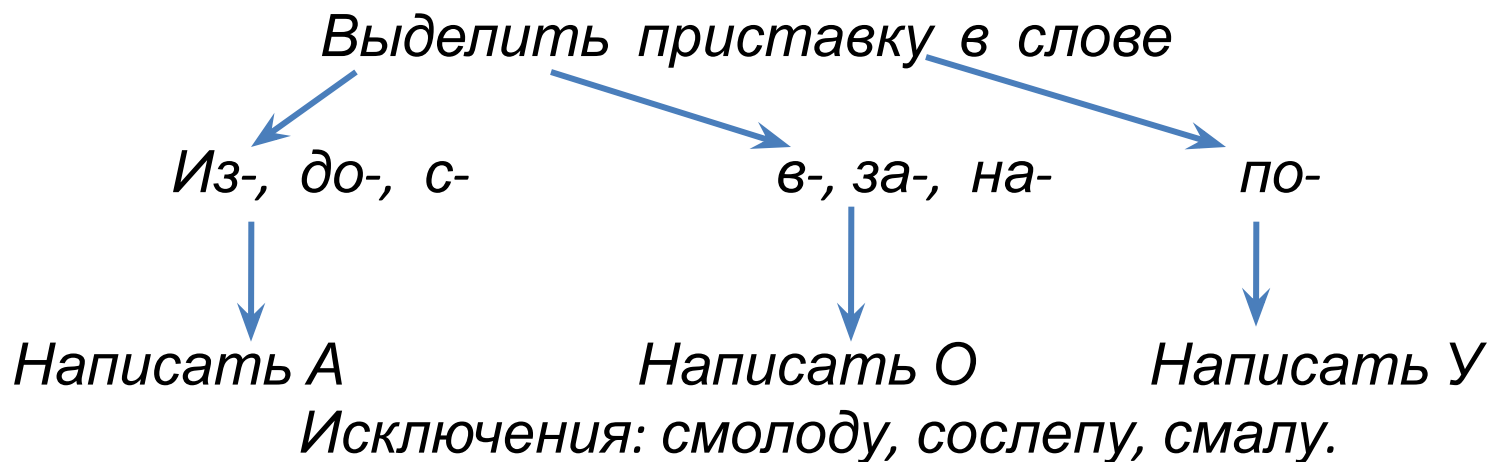 Выделить приставку в слове
Из-, до-, с- в-, за-, на- по-
Написать А Написать О Написать У
Исключения: смолоду, сослепу, смалу.